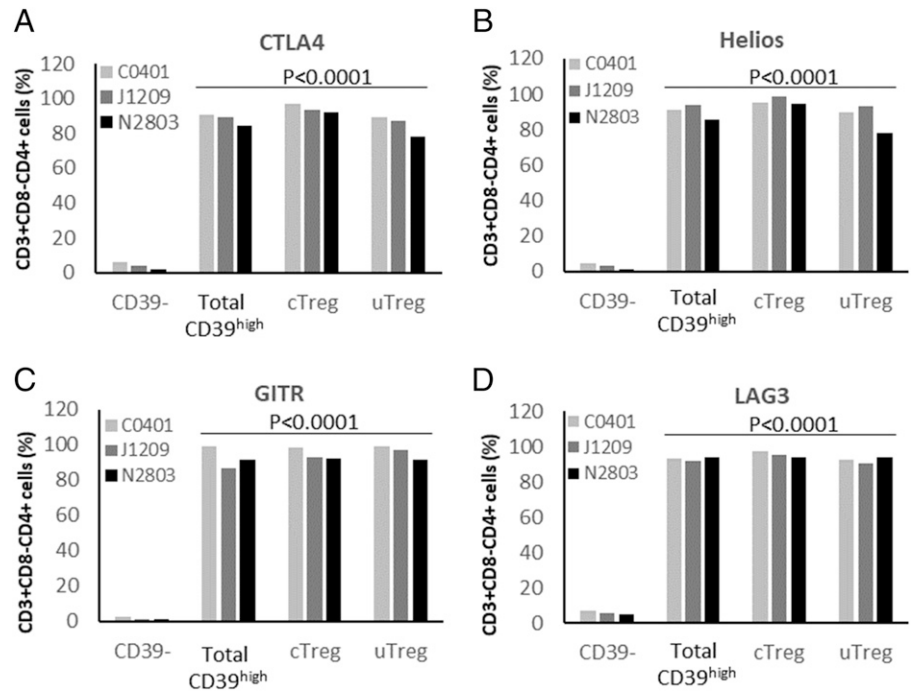 A
CTLA4
C0401
J1209
N2803
P<0.0001
CD3+CD8-CD4+ cells (%)
120
100
80
60
40
20
0
CD39-
Total
CD39high
cTreg
uTreg
B
Helios
C0401
J1209
N2803
P<0.0001
CD3+CD8-CD4+ cells (%)
120
100
80
60
40
20
0
CD39-
Total
CD39high
cTreg
uTreg
C
GITR
C0401
J1209
N2803
P<0.0001
CD3+CD8-CD4+ cells (%)
120
100
80
60
40
20
0
CD39-
Total
CD39high
cTreg
uTreg
D
LAG3
C0401
J1209
N2803
P<0.0001
CD3+CD8-CD4+ cells (%)
120
100
80
60
40
20
0
CD39-
Total
CD39high
cTreg
uTreg